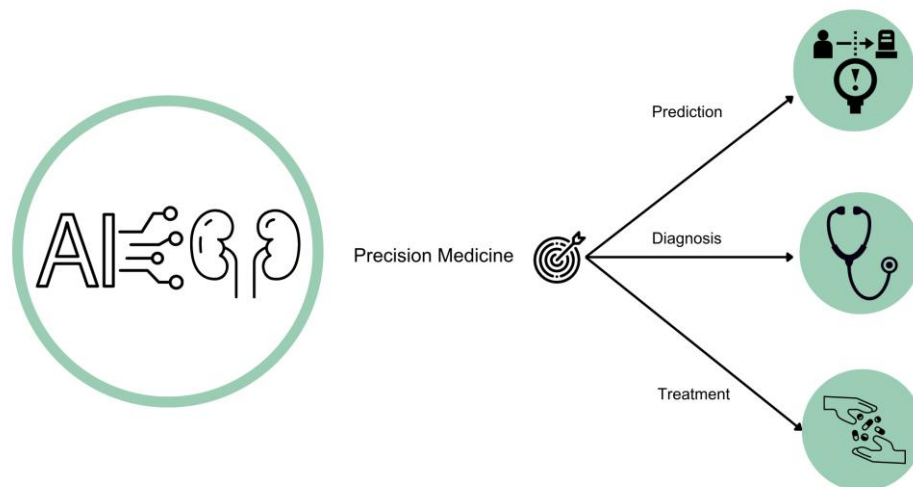 AI
Precision Medicine
Prediction
Diagnosis
Treatment